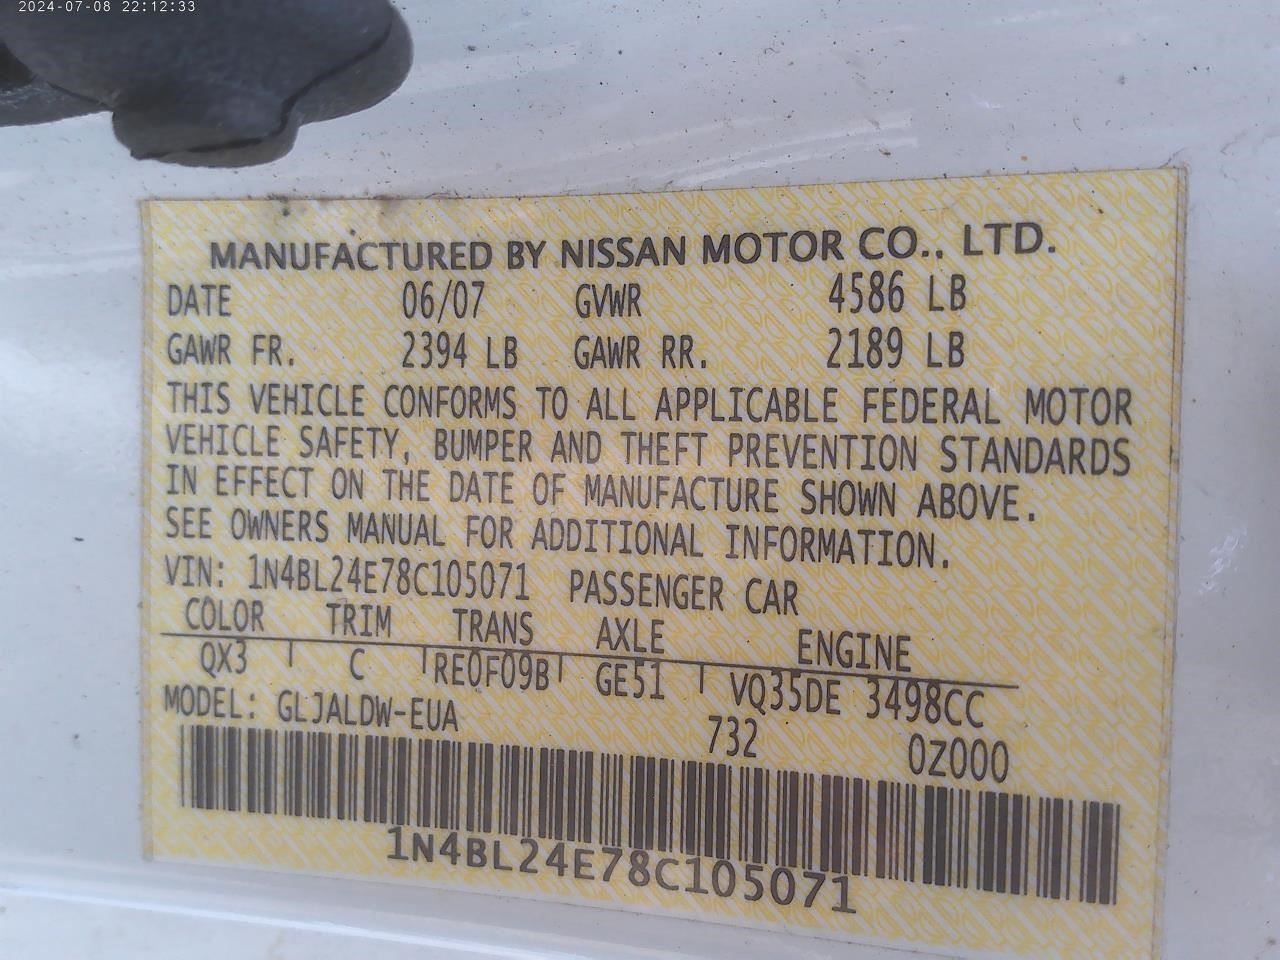 2024-07-08 22:12:33
MANUFACTURED BY NISSAN MOTOR CO., LTD.
DATE 06/07 GVWR 4586 LB
GAWR FR. 2394 LB GAWR RR. 2189 LB
THIS VEHICLE CONFORMS TO ALL APPLICABLE FEDERAL MOTOR
VEHICLE SAFETY, BUMPER AND THEFT PREVENTION STANDARDS
IN EFFECT ON THE DATE OF MANUFACTURE SHOWN ABOVE.
SEE OWNERS MANUAL FOR ADDITIONAL INFORMATION.
VIN: 1N4BL24E78C105071 PASSENGER CAR
COLOR TRIM TRANS AXLE ENGINE
QX3 C RE0F09B GE51 VQ35DE 3498CC
MODEL: GLJALDW-EUA 732 0Z000
1N4BL24E78C105071